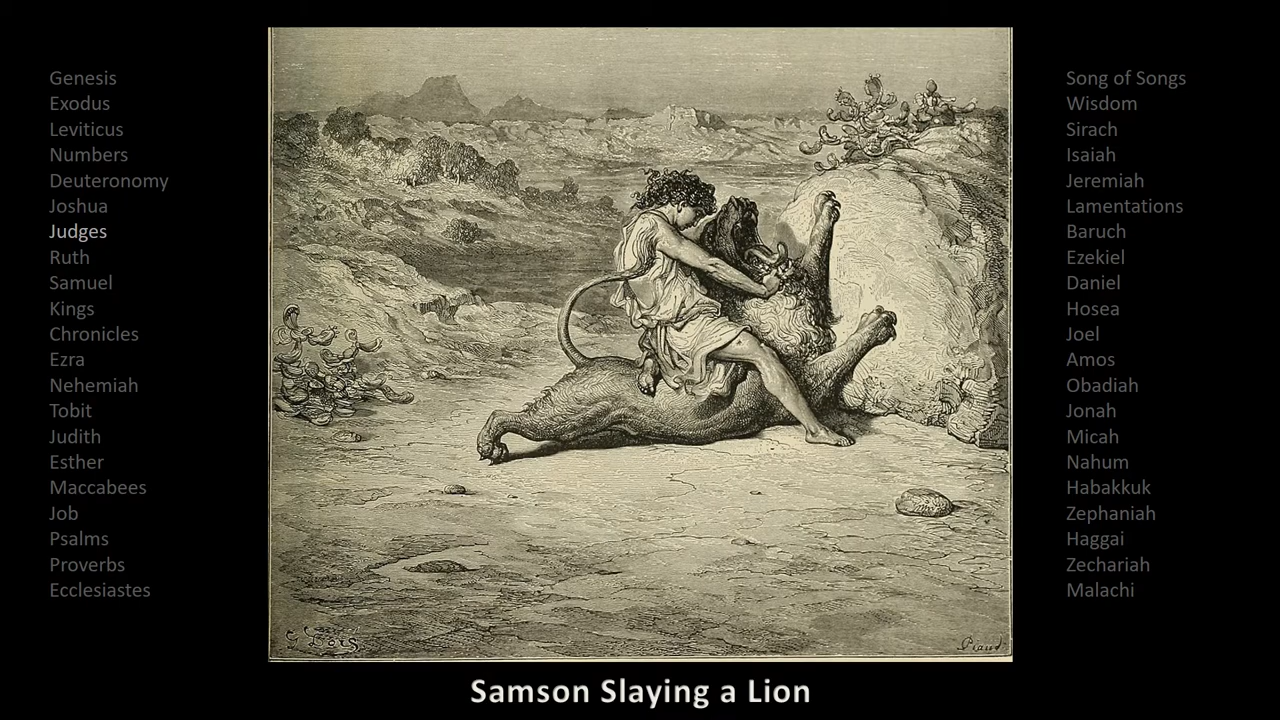 Genesis
Exodus
Leviticus
Numbers
Deuteronomy
Joshua
Judges
Ruth
Samuel
Kings
Chronicles
Ezra
Nehemiah
Tobit
Judith
Esther
Maccabees
Job
Psalms
Proverbs
Ecclesiastes
Song of Songs
Wisdom
Sirach
Isaiah
Jeremiah
Lamentations
Baruch
Ezekiel
Daniel
Hosea
Joel
Amos
Obadiah
Jonah
Micah
Nahum
Habakkuk
Zephaniah
Haggai
Zechariah
Malachi
Samson Slaying a Lion